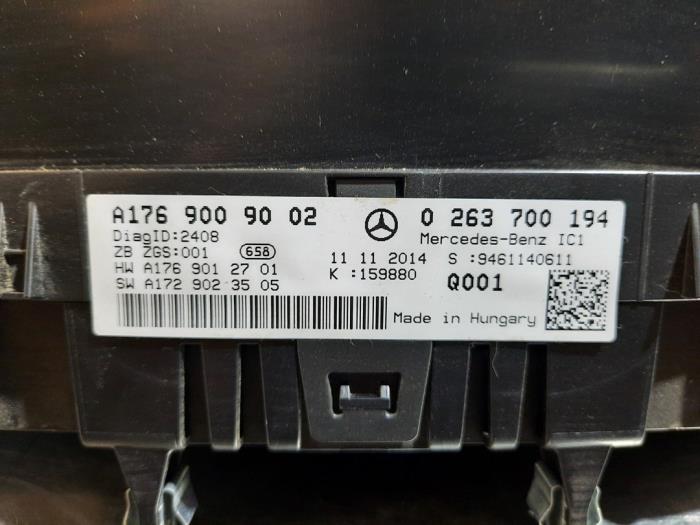 A176 900 90 02
0 263 700 194
DiagID:2408
Mercedes-Benz IC1
ZB ZGS:001
658
11 11 2014
S :9461140611
HW A176 901 27 01
K :159880
Q001
SW A172 902 35 05
Made in Hungary